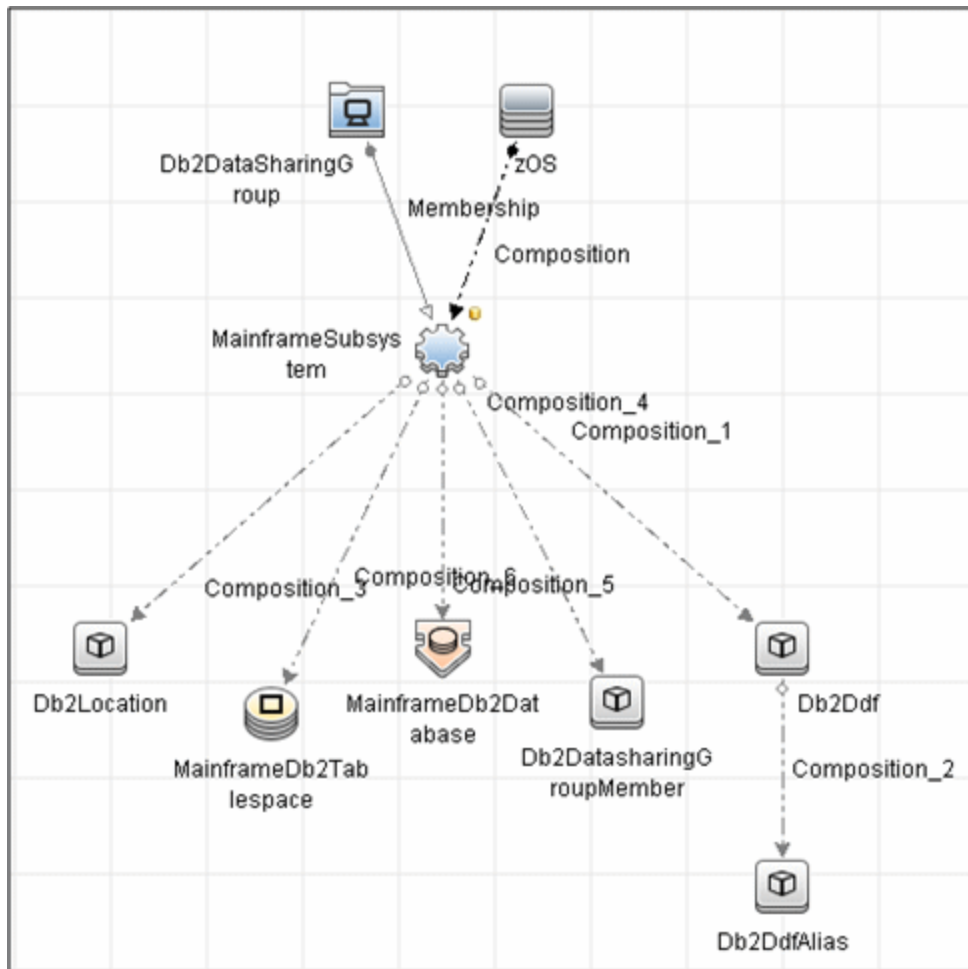 Db2DataSharingG
roup
zOS
Membership
Composition
MainframeSubsys
tem
Composition_4
Composition_1
Composition_3
Composition_6
Composition_5
Db2Location
MainframeDb2Tab
lespace
MainframeDb2Dat
abase
Db2DatasharingG
roupMember
Db2Ddf
Composition_2
Db2DdfAlias